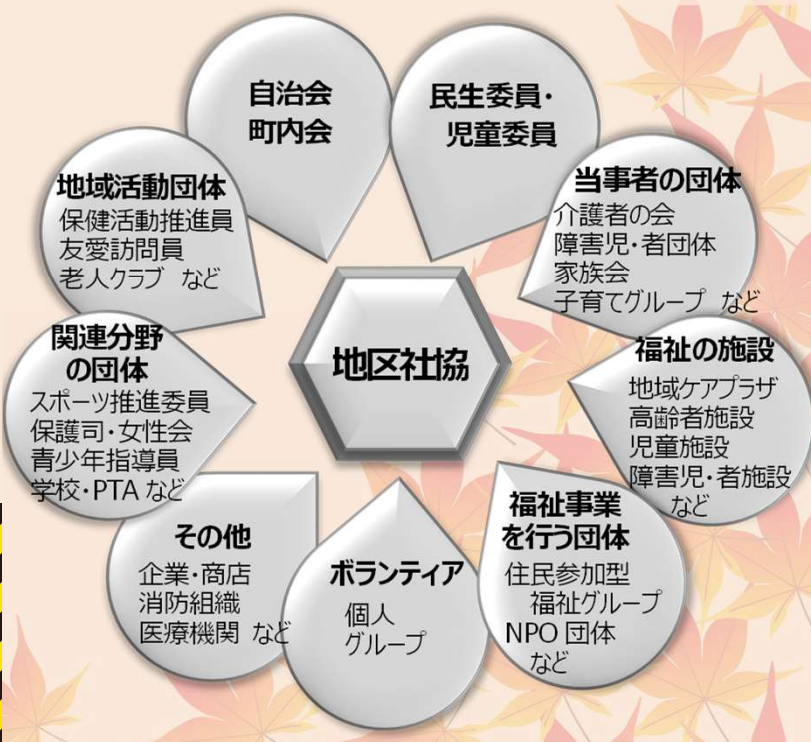 自治会
町内会
民生委員・
児童委員
地域活動団体
保健活動推進員
友愛訪問員
老人クラブ など
当事者の団体
介護者の会
障害児・者団体
家族会
子育てグループ など
関連分野
の団体
スポーツ推進委員
保護司・女性会
青少年指導員
学校・PTA など
地区社協
福祉の施設
地域ケアプラザ
高齢者施設
児童施設
障害児・者施設
など
その他
企業・商店
消防組織
医療機関 など
ボランティア
個人
グループ
福祉事業
を行う団体
住民参加型
福祉グループ
NPO 団体
など